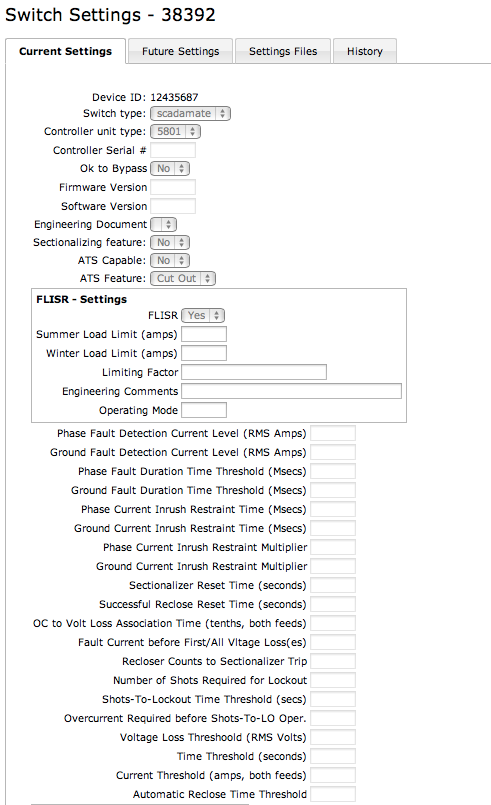 Switch Settings - 38392
Current Settings Future Settings Settings Files History
Device ID: 12435687
Switch type: scadamate
Controller unit type: 5801
Controller Serial #
Ok to Bypass No
Firmware Version
Software Version
Engineering Document
Sectionalizing feature: No
ATS Capable: No
ATS Feature: Cut Out
FLISR - Settings
FLISR Yes
Summer Load Limit (amps)
Winter Load Limit (amps)
Limiting Factor
Engineering Comments
Operating Mode
Phase Fault Detection Current Level (RMS Amps)
Ground Fault Detection Current Level (RMS Amps)
Phase Fault Duration Time Threshold (Msecs)
Ground Fault Duration Time Threshold (Msecs)
Phase Current Inrush Restraint Time (Msecs)
Ground Current Inrush Restraint Time (Msecs)
Phase Current Inrush Restraint Multiplier
Ground Current Inrush Restraint Multiplier
Sectionalizer Reset Time (seconds)
Successful Reclose Reset Time (seconds)
OC to Volt Loss Association Time (tenths, both feeds)
Fault Current before First/All Vltage Loss(es)
Recloser Counts to Sectionalizer Trip
Number of Shots Required for Lockout
Shots-To-Lockout Time Threshold (secs)
Overcurrent Required before Shots-To-LO Oper.
Voltage Loss Threshoold (RMS Volts)
Time Threshold (seconds)
Current Threshold (amps, both feeds)
Automatic Reclose Time Threshold